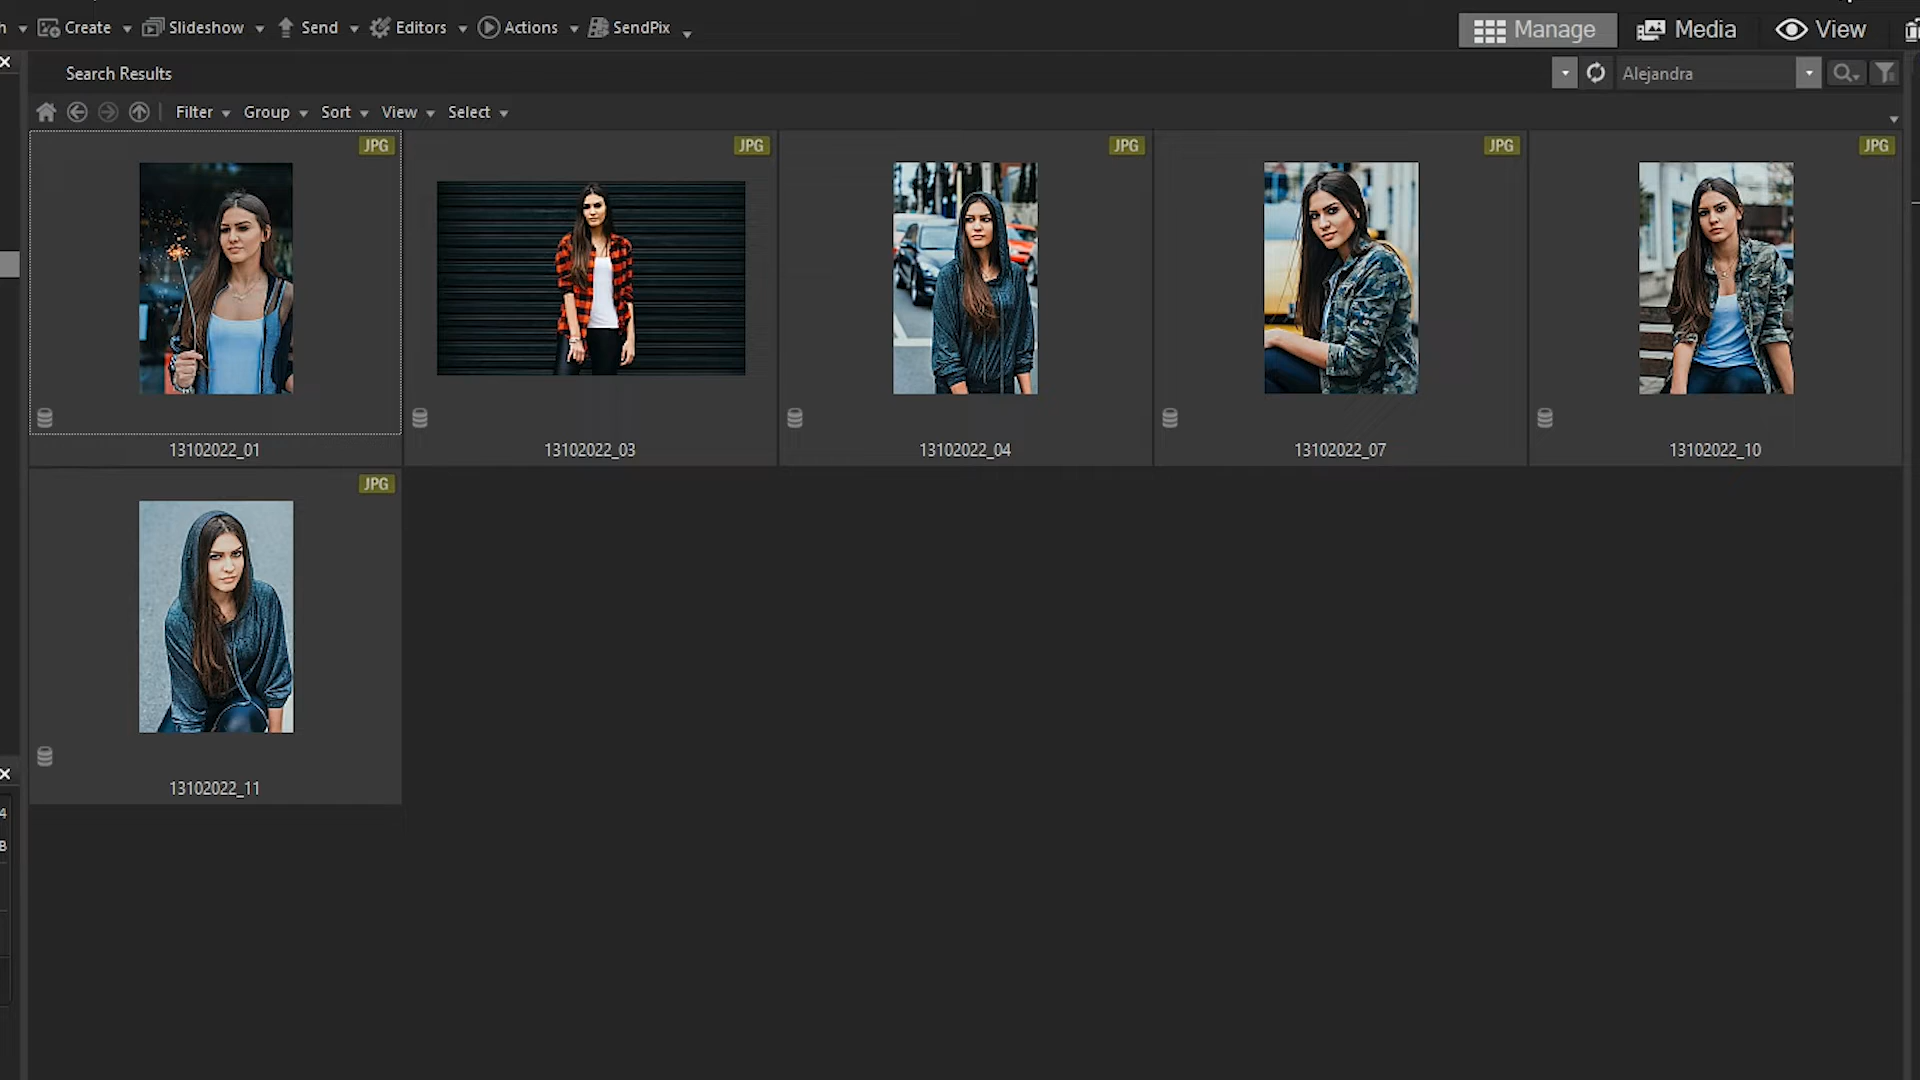 h Create Slideshow Send Editors Actions SendPix Manage Media View
Search Results Alejandra
Filter Group Sort View Select
JPG JPG JPG JPG JPG
13102022_01 13102022_03 13102022_04 13102022_07 13102022_10
JPG
13102022_11
4
B